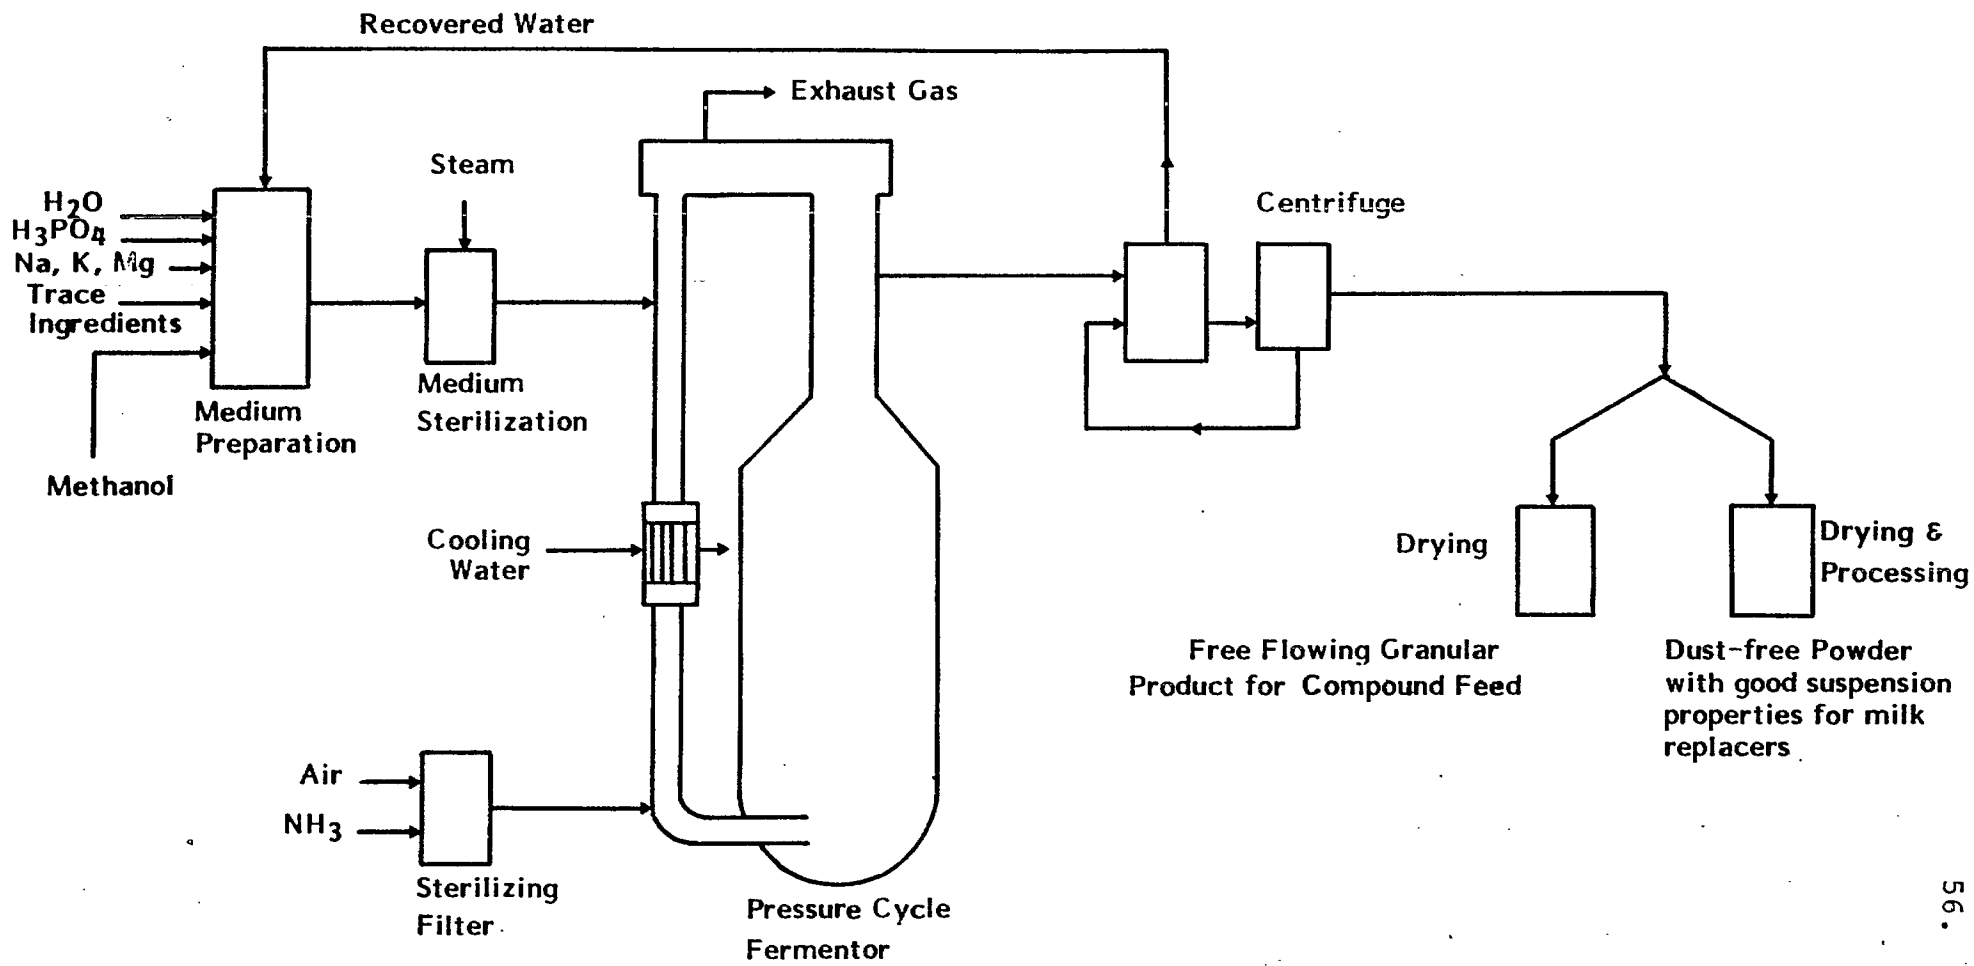 Recovered Water
Exhaust Gas
Steam
H2O
H3PO4
Na, K, Mg
Trace
Ingredients
Methanol
Medium
Preparation
Medium
Sterilization
Cooling
Water
Air
NH3
Sterilizing
Filter
Pressure Cycle
Fermentor
Centrifuge
Drying
Drying &
Processing
Free Flowing Granular
Product for Compound Feed
Dust-free Powder
with good suspension
properties for milk
replacers
56.